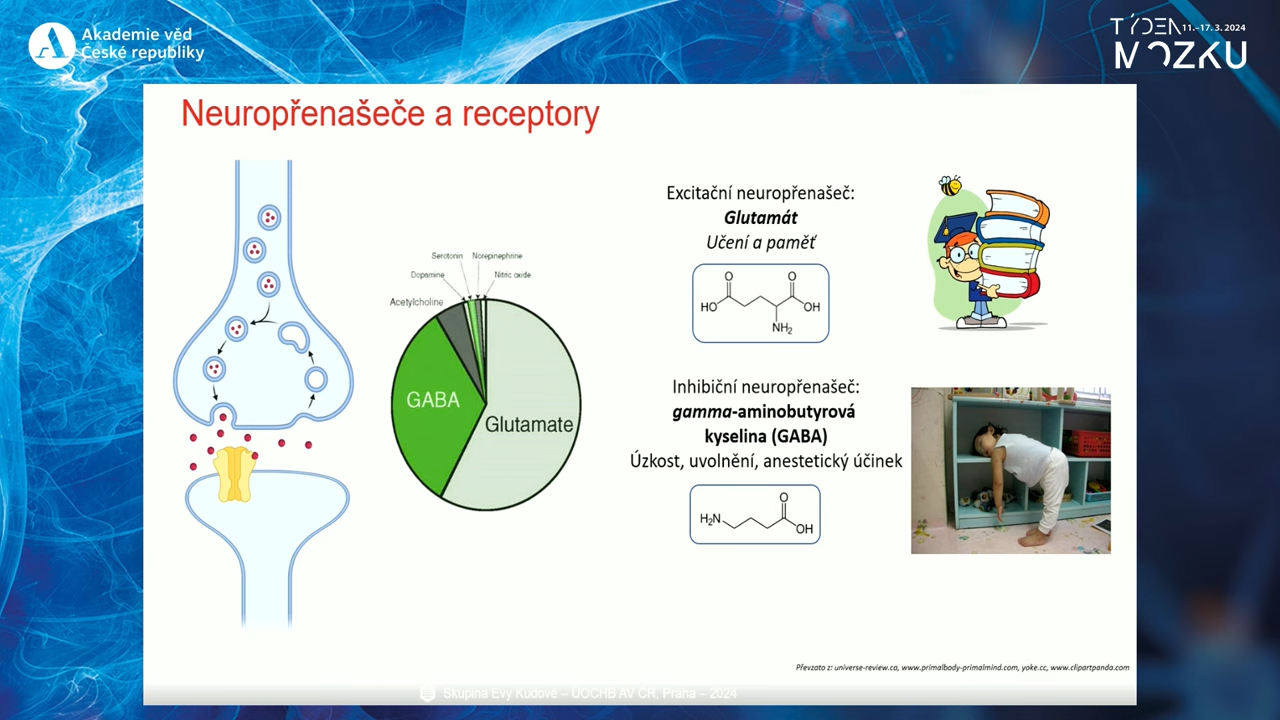 Akademie věd
České republiky
TÝDEN 11.–17. 3. 2024
MOZKU
Neuropřenašeče a receptory
Serotonin
Norepinephrine
Dopamine
Nitric oxide
Acetylcholine
GABA
Glutamate
Excitační neuropřenašeč:
Glutamát
Učení a paměť
O O
HO OH
NH2
Inhibiční neuropřenašeč:
gamma-aminobutyrová
kyselina (GABA)
Úzkost, uvolnění, anestetický účinek
O
H2N
OH
Převzato z: universe-review.ca, www.primalbody-primalmind.com, yoke.cc, www.clipartpanda.com
Skupina Evy Kudové – ÚOCHB AV ČR, Praha – 2024